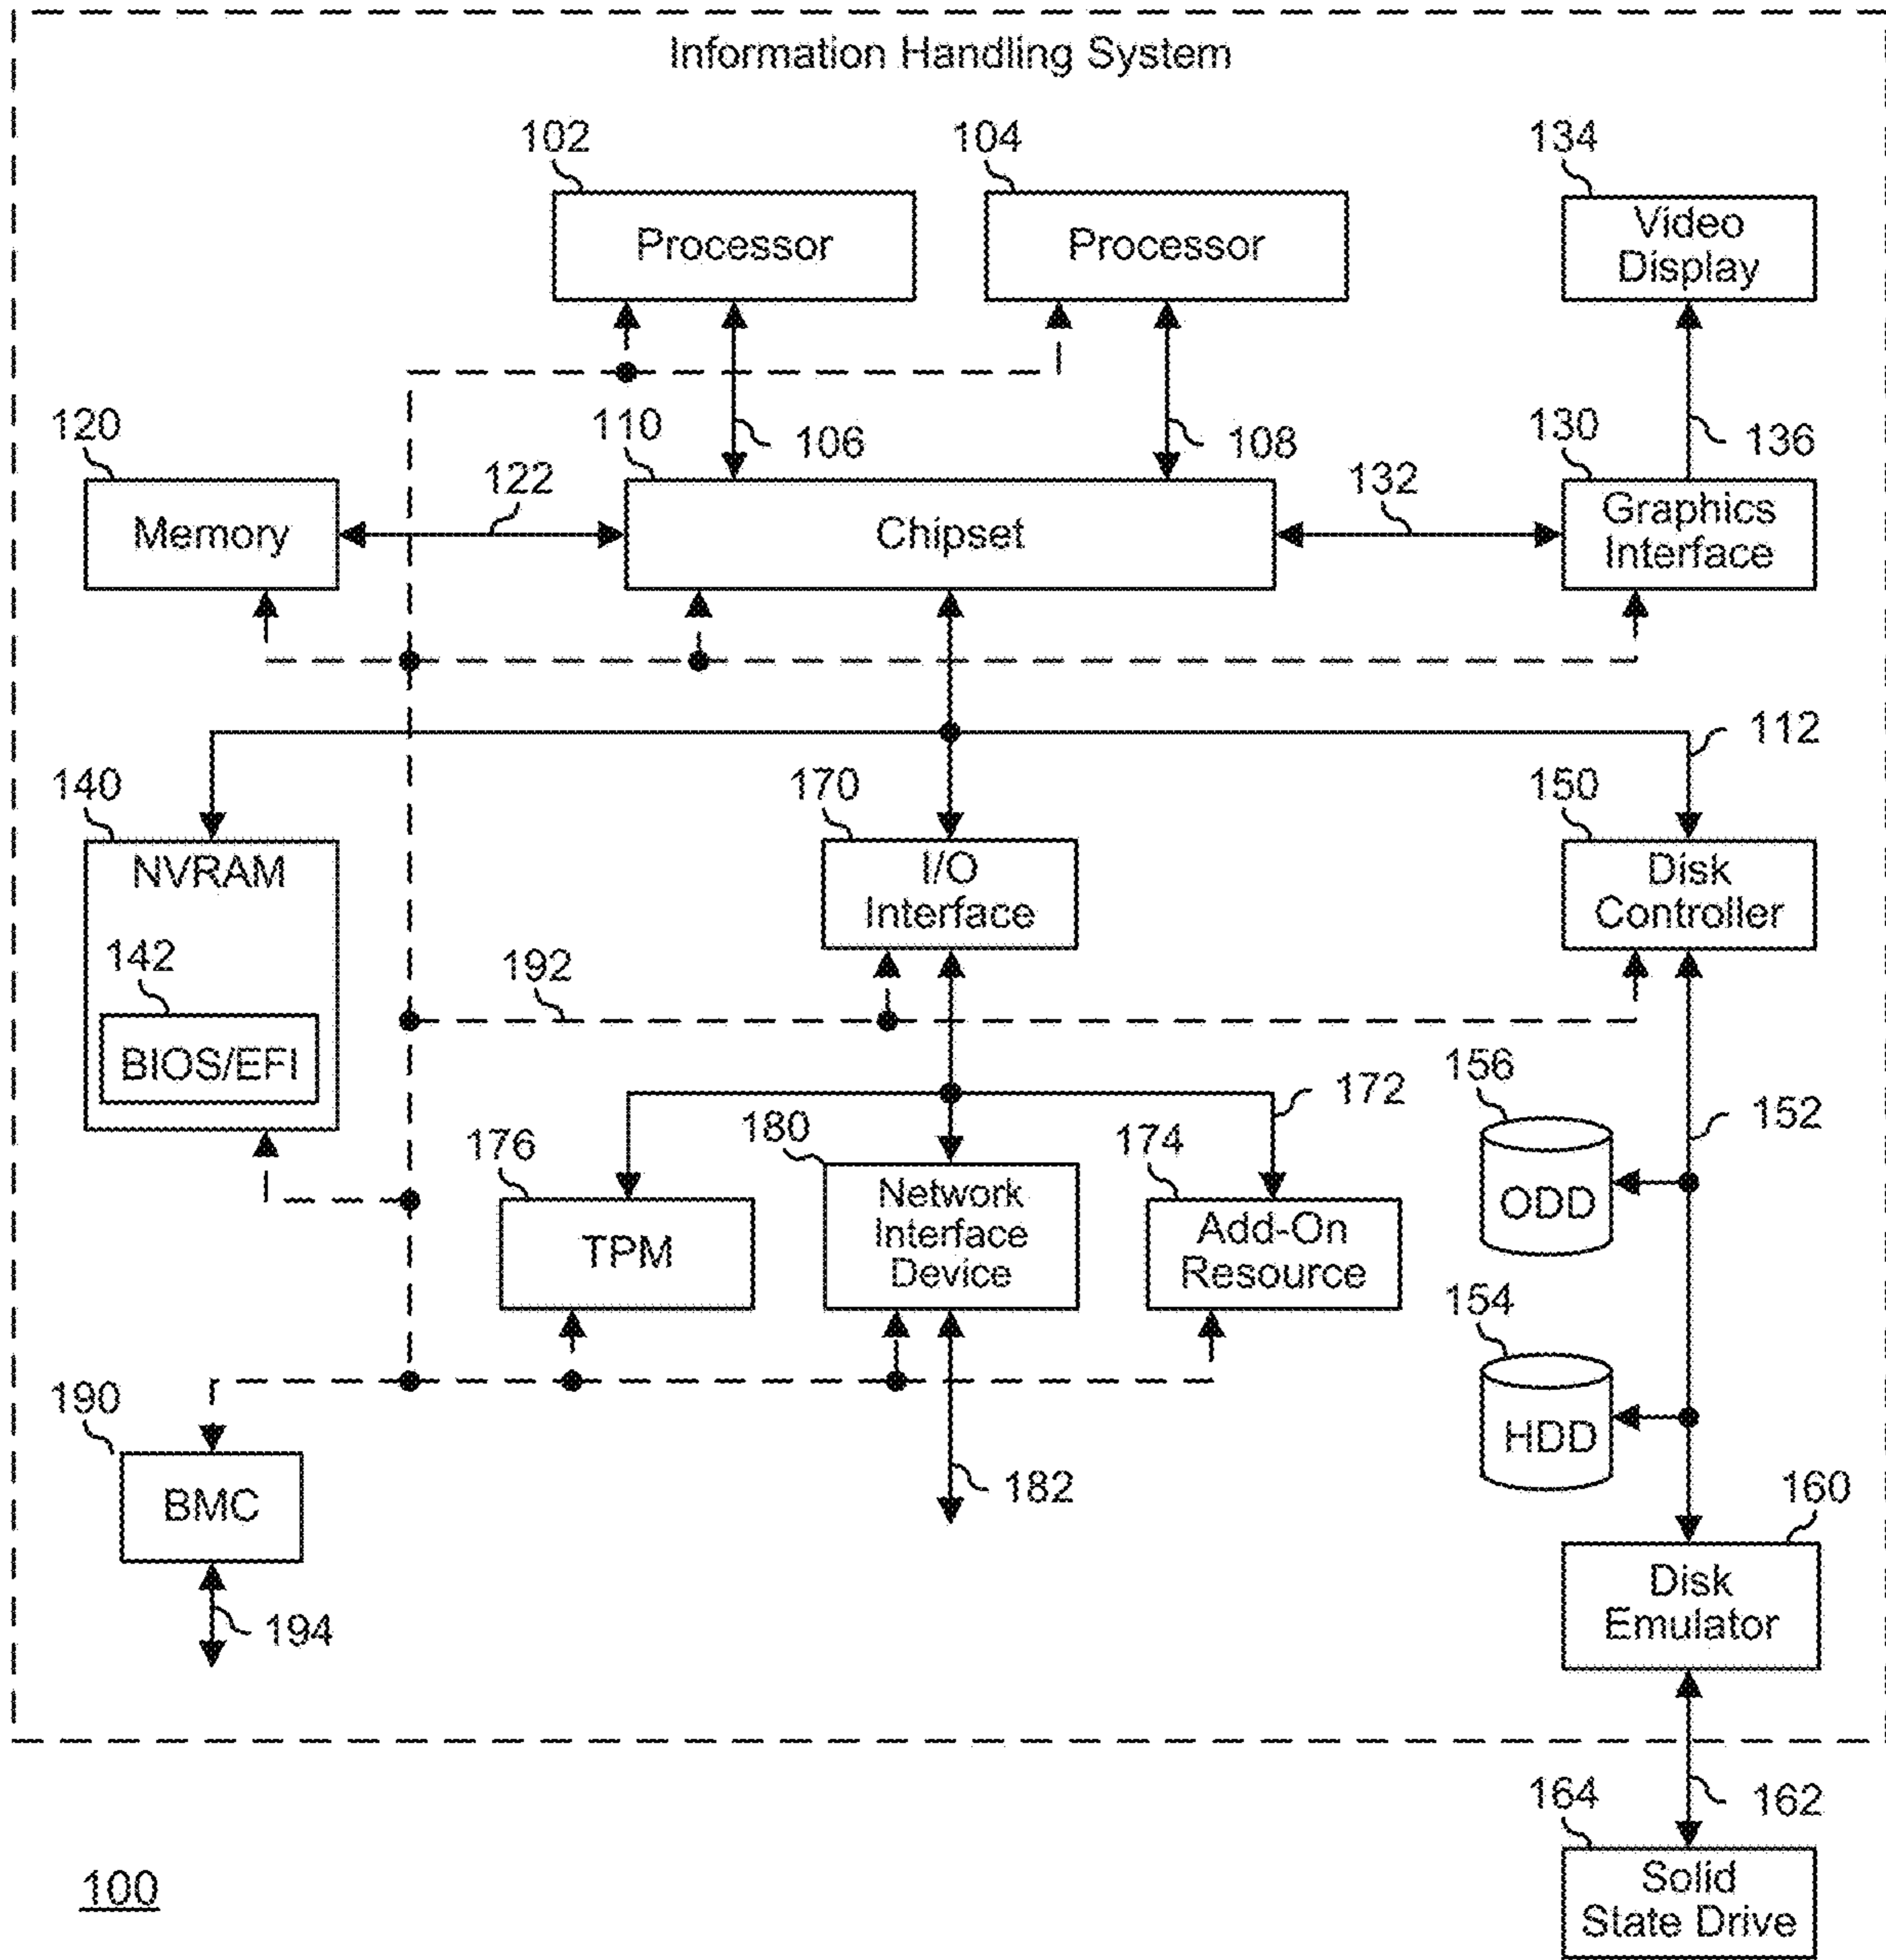 Information Handling System
102
104
134
Processor
Processor
Video
Display
120
110
106
108
130
136
122
132
Memory
Chipset
Graphics
Interface
112
140
170
150
NVRAM
I/O
Interface
Disk
Controller
142
192
BIOS/EFI
156
172
152
176
180
174
ODD
TPM
Network
Interface
Device
Add-On
Resource
154
190
HDD
BMC
182
160
194
Disk
Emulator
164
162
100
Solid
State Drive